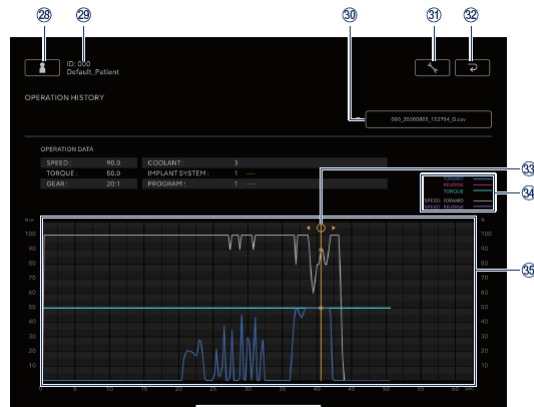 28 29 30 31 32
ID: 000
Default_Patient
OPERATION HISTORY
000_20200805_153704_G.csv
OPERATION DATA
SPEED: 90.0 COOLANT: 3
TORQUE: 50.0 IMPLANT SYSTEM: 1 ---
GEAR: 20:1 PROGRAM: 1 ---
33
FORWARD
REVERSE
TORQUE
34
SPEED FORWARD
SPEED REVERSE
35
N.cm %
100 100
90 90
80 80
70 70
60 60
50 50
40 40
30 30
20 20
10 10
0 5 10 15 20 25 30 35 40 45 50 55 60 sec